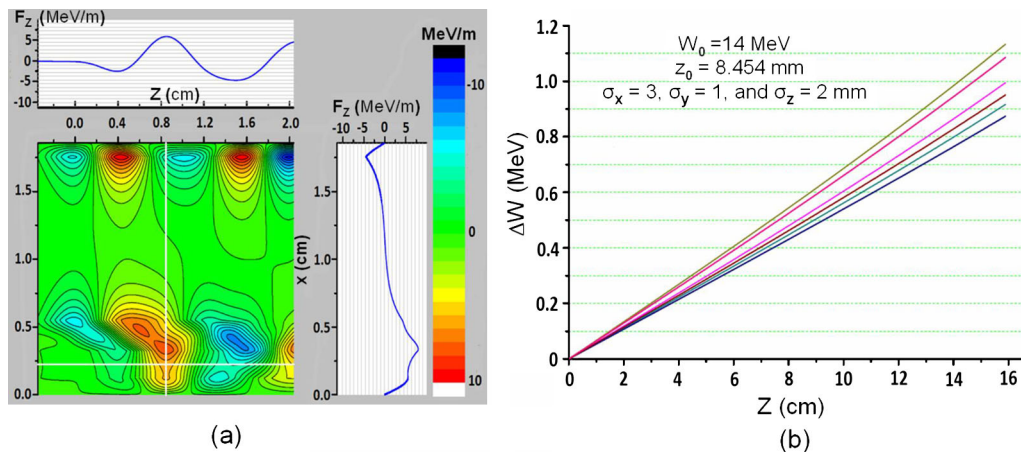 F_Z (MeV/m)
5
0
-5
-10
Z (cm)
0.0 0.4 0.8 1.2 1.6 2.0
MeV/m
-10
0
10
F_Z (MeV/m)
-10 -5 0 5
1.5
1.0
0.5
0.0
x (cm)
1.5
1.0
0.5
0.0
(a)
W_0 =14 MeV
z_0 = 8.454 mm
σ_x = 3, σ_y = 1, and σ_z = 2 mm
ΔW (MeV)
1.2
1.0
0.8
0.6
0.4
0.2
0
0 2 4 6 8 10 12 14 16
Z (cm)
(b)